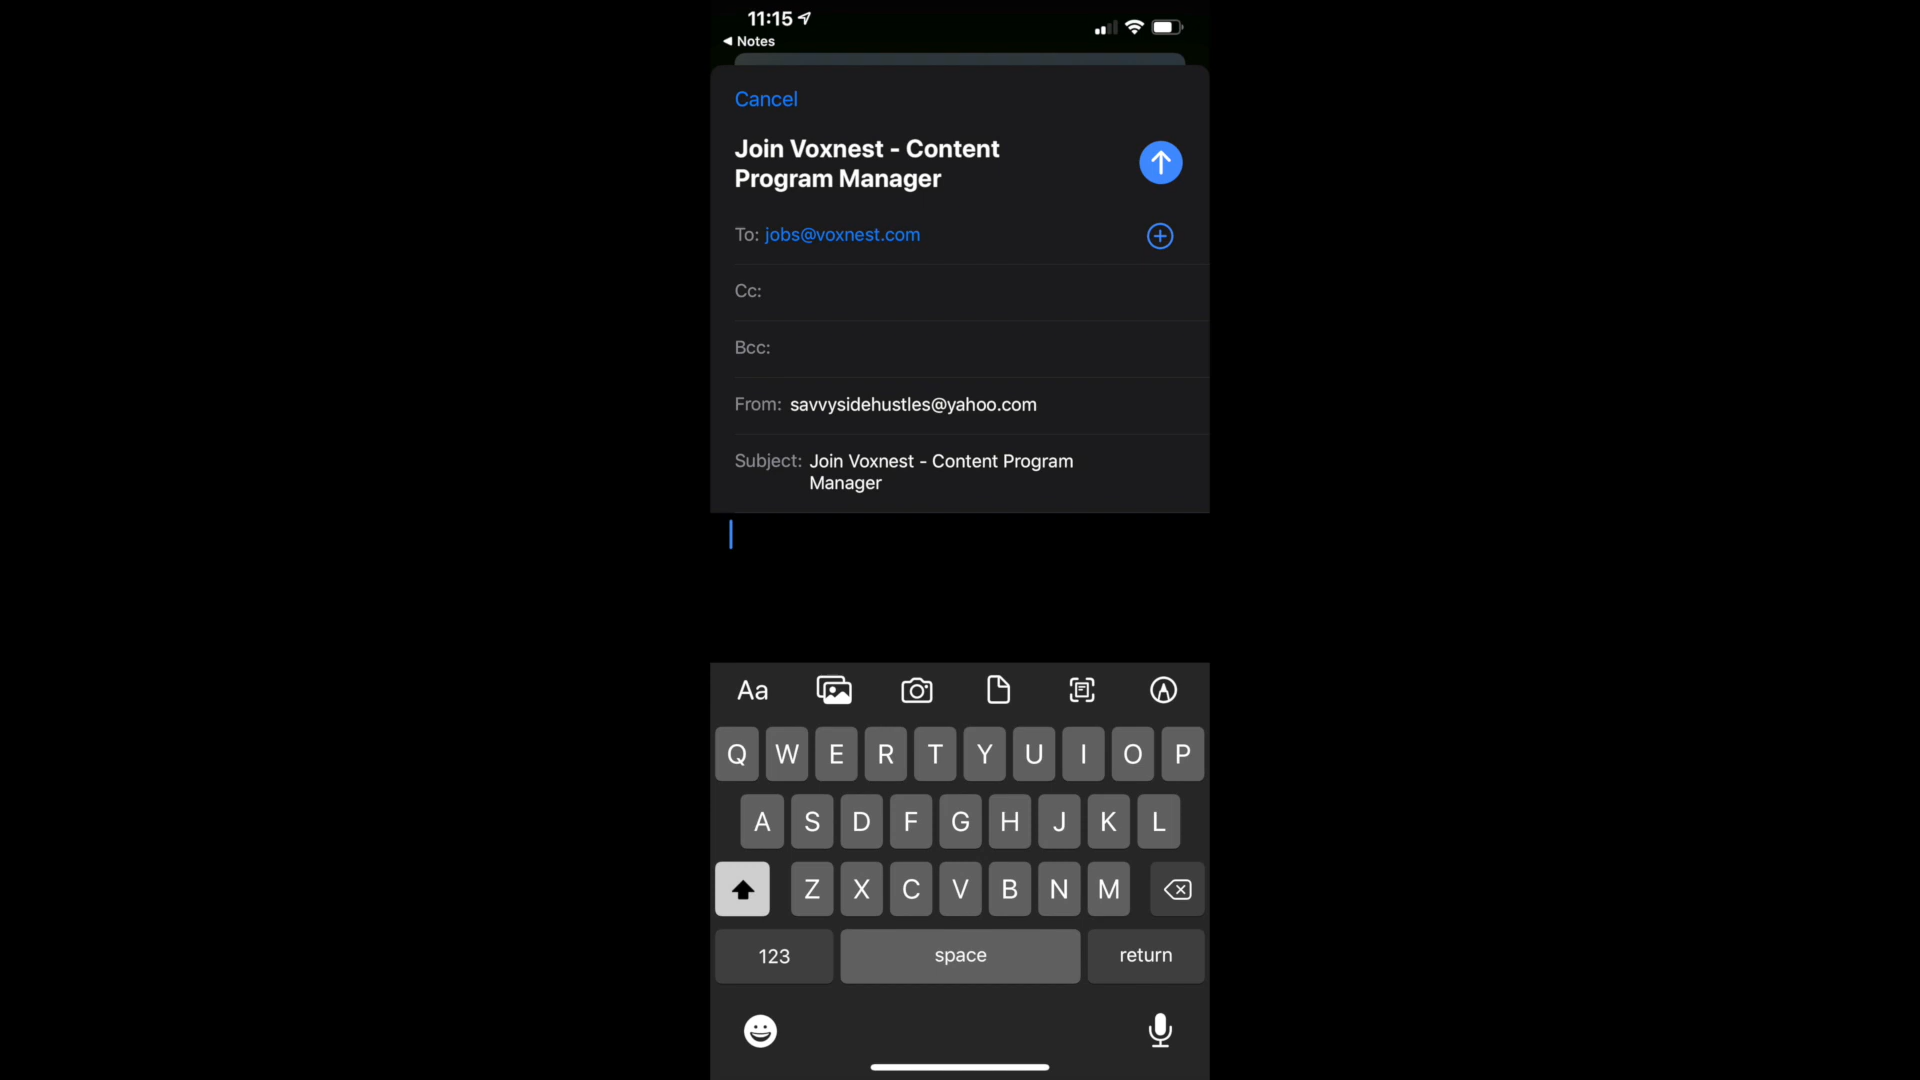 11:15
Notes
Cancel
Join Voxnest - Content
Program Manager
To: jobs@voxnest.com
Cc:
Bcc:
From: savvysidehustles@yahoo.com
Subject: Join Voxnest - Content Program
Manager
Aa
Q W E R T Y U I O P
A S D F G H J K L
Z X C V B N M
123 space return